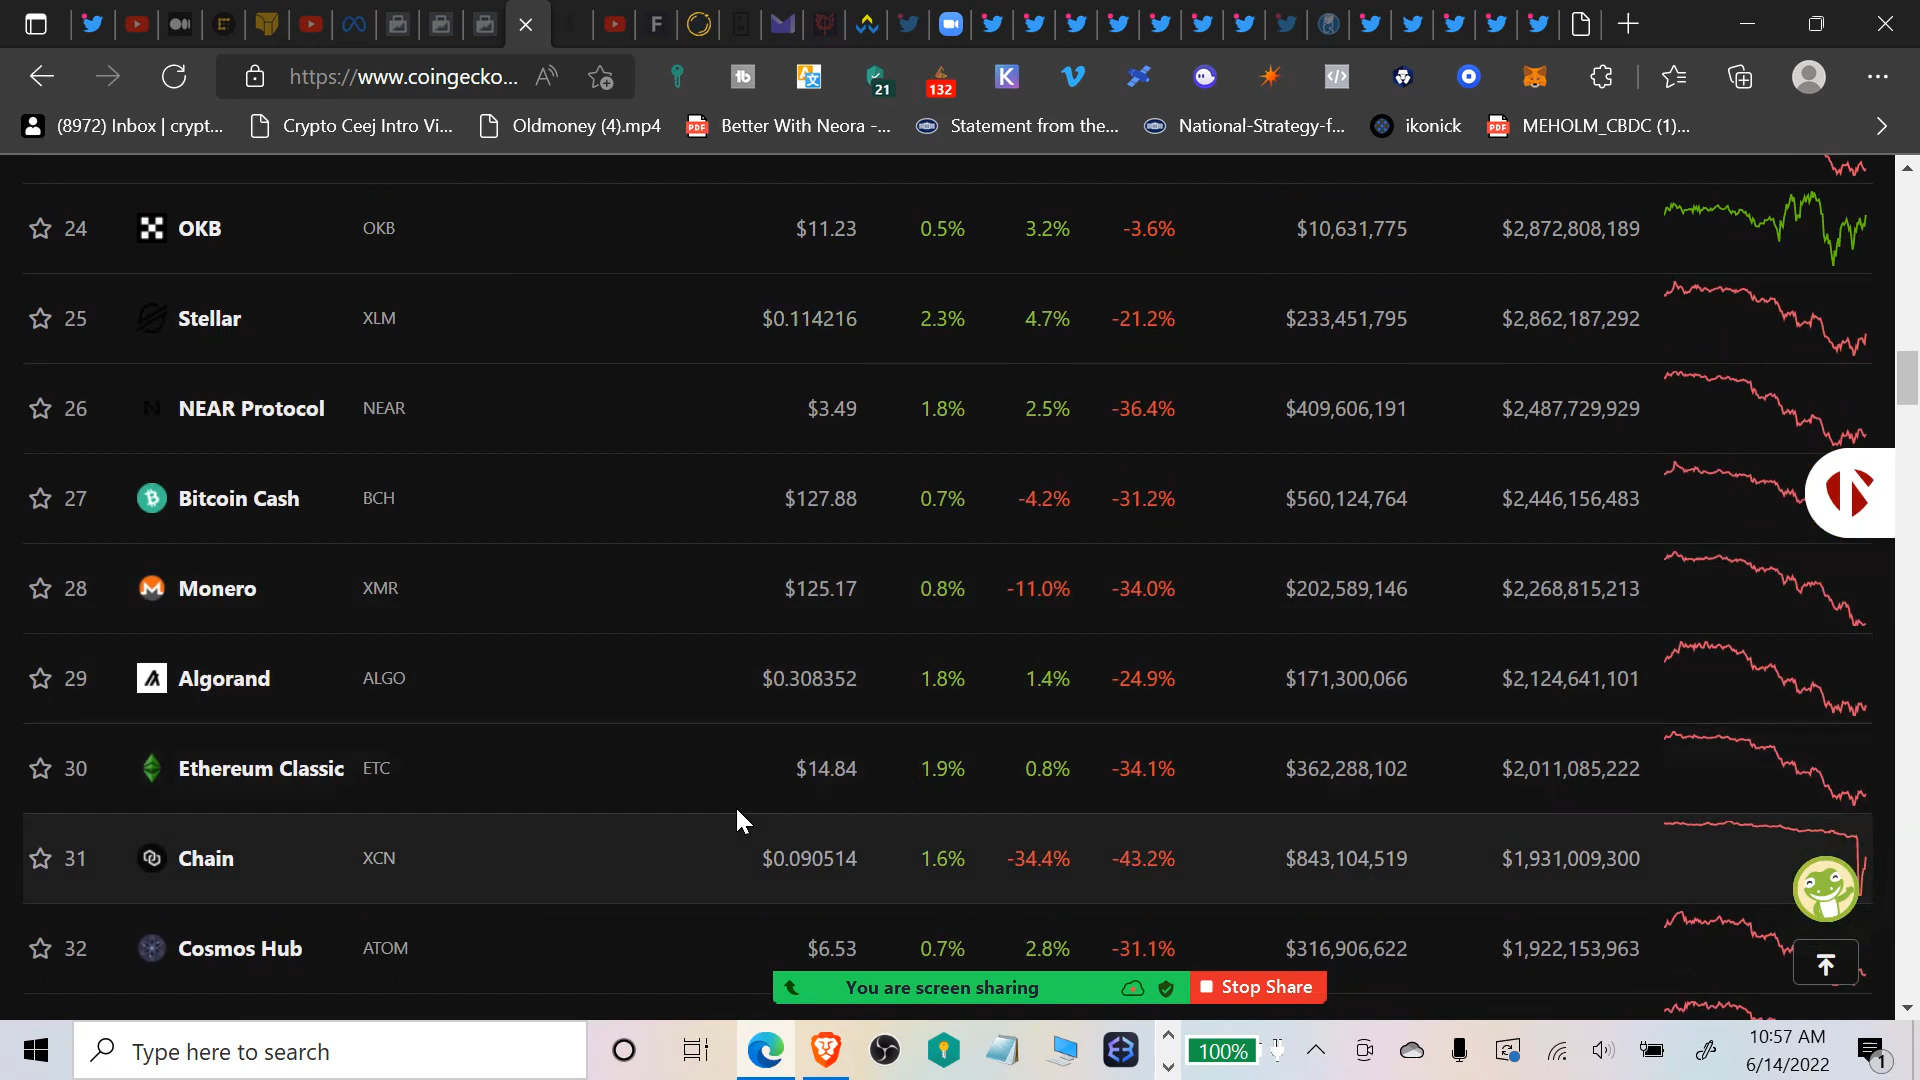 https://www.coingecko...
21
132
(8972) Inbox | crypt...
Crypto Ceej Intro Vi...
Oldmoney (4).mp4
Better With Neora -...
Statement from the...
National-Strategy-f...
ikonick
MEHOLM_CBDC (1)...
24 OKB OKB $11.23 0.5% 3.2% -3.6% $10,631,775 $2,872,808,189
25 Stellar XLM $0.114216 2.3% 4.7% -21.2% $233,451,795 $2,862,187,292
26 NEAR Protocol NEAR $3.49 1.8% 2.5% -36.4% $409,606,191 $2,487,729,929
27 Bitcoin Cash BCH $127.88 0.7% -4.2% -31.2% $560,124,764 $2,446,156,483
28 Monero XMR $125.17 0.8% -11.0% -34.0% $202,589,146 $2,268,815,213
29 Algorand ALGO $0.308352 1.8% 1.4% -24.9% $171,300,066 $2,124,641,101
30 Ethereum Classic ETC $14.84 1.9% 0.8% -34.1% $362,288,102 $2,011,085,222
31 Chain XCN $0.090514 1.6% -34.4% -43.2% $843,104,519 $1,931,009,300
32 Cosmos Hub ATOM $6.53 0.7% 2.8% -31.1% $316,906,622 $1,922,153,963
You are screen sharing
Stop Share
Type here to search
100%
10:57 AM
6/14/2022
1